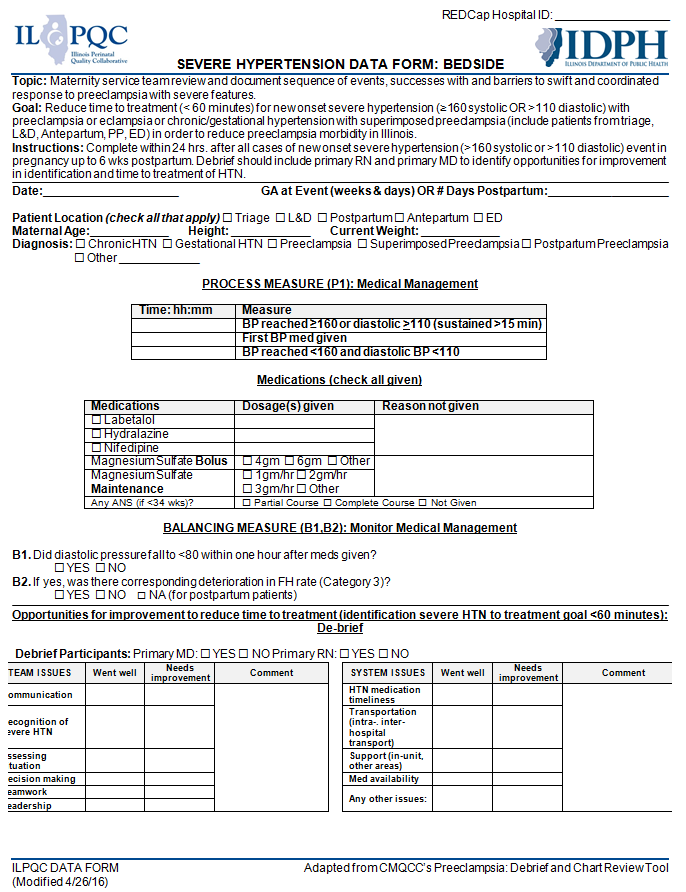 REDCap Hospital ID: ___________________
IL PQC
Illinois Perinatal
Quality Collaborative
IDPH
ILLINOIS DEPARTMENT OF PUBLIC HEALTH
SEVERE HYPERTENSION DATA FORM: BEDSIDE
Topic: Maternity service team review and document sequence of events, successes with and barriers to swift and coordinated
response to preeclampsia with severe features.
Goal: Reduce time to treatment (< 60 minutes) for new onset severe hypertension (≥160 systolic OR >110 diastolic) with
preeclampsia or eclampsia or chronic/gestational hypertension with superimposed preeclampsia (include patients from triage,
L&D, Antepartum, PP, ED) in order to reduce preeclampsia morbidity in Illinois.
Instructions: Complete within 24 hrs. after all cases of new onset severe hypertension (>160 systolic or >110 diastolic) event in
pregnancy up to 6 wks postpartum. Debrief should include primary RN and primary MD to identify opportunities for improvement
in identification and time to treatment of HTN.
Date:______________________ GA at Event (weeks & days) OR # Days Postpartum:____________________
Patient Location (check all that apply) ☐ Triage ☐ L&D ☐ Postpartum ☐ Antepartum ☐ ED
Maternal Age:_____________ Height: _____________ Current Weight: _____________
Diagnosis: ☐ Chronic HTN ☐ Gestational HTN ☐ Preeclampsia ☐ Superimposed Preeclampsia ☐ Postpartum Preeclampsia
☐ Other _____________
PROCESS MEASURE (P1): Medical Management
Time: hh:mm Measure
BP reached ≥160 or diastolic ≥110 (sustained >15 min)
First BP med given
BP reached <160 and diastolic BP <110
Medications (check all given)
Medications Dosage(s) given Reason not given
☐ Labetalol
☐ Hydralazine
☐ Nifedipine
Magnesium Sulfate Bolus ☐ 4gm ☐ 6gm ☐ Other
Magnesium Sulfate ☐ 1gm/hr ☐ 2gm/hr
Maintenance ☐ 3gm/hr ☐ Other
Any ANS (if <34 wks)? ☐ Partial Course ☐ Complete Course ☐ Not Given
BALANCING MEASURE (B1,B2): Monitor Medical Management
B1. Did diastolic pressure fall to <80 within one hour after meds given?
☐ YES ☐ NO
B2. If yes, was there corresponding deterioration in FH rate (Category 3)?
☐ YES ☐ NO ☐ NA (for postpartum patients)
Opportunities for improvement to reduce time to treatment (identification severe HTN to treatment goal <60 minutes):
De-brief
Debrief Participants: Primary MD: ☐ YES ☐ NO Primary RN: ☐ YES ☐ NO
TEAM ISSUES Went well Needs improvement Comment
ommunication
ecognition of
evere HTN
ssessing
tuation
ecision making
eamwork
eadership
SYSTEM ISSUES Went well Needs improvement Comment
HTN medication
timeliness
Transportation
(intra-. inter-
hospital
transport)
Support (in-unit,
other areas)
Med availability
Any other issues:
ILPQC DATA FORM Adapted from CMQCC's Preeclampsia: Debrief and Chart Review Tool
(Modified 4/26/16)